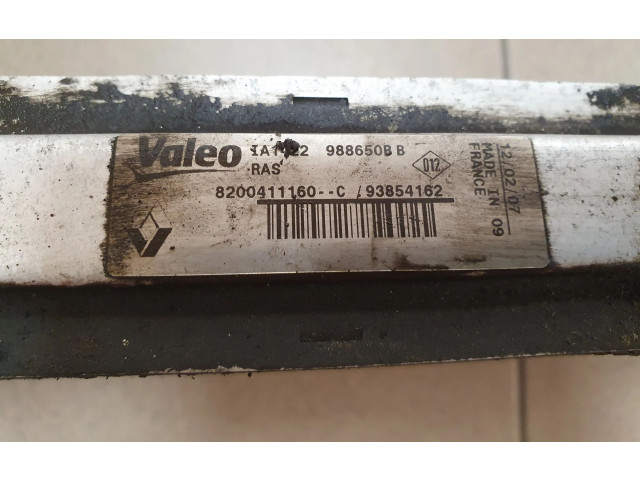 Valeo 988650B B
RAS
8200411160--C /93854162
D12
12/02/07
MADE IN 09
FRANCE